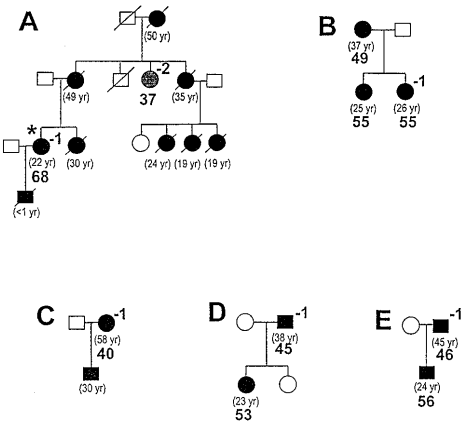 A
B
(50 yr)
-2
(37 yr)
49
(49 yr)
37
(35 yr)
-1
(25 yr) (26 yr)
55 55
* -1
(22 yr) (30 yr) (24 yr) (19 yr) (19 yr)
68
(<1 yr)
C -1 D -1 E -1
(58 yr) (38 yr) (45 yr)
40 45 46
(30 yr) (23 yr) (24 yr)
53 56